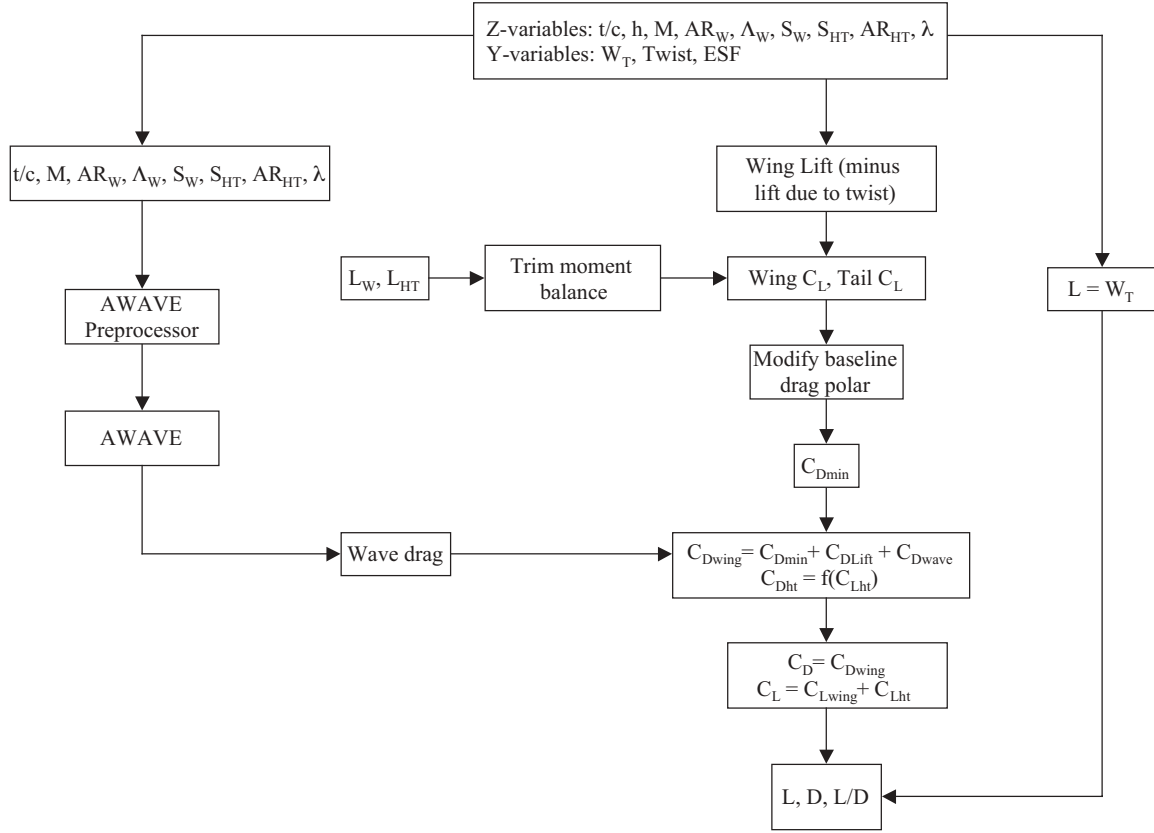 Z-variables: t/c, h, M, AR_W, Λ_W, S_W, S_HT, AR_HT, λ
Y-variables: W_T, Twist, ESF
t/c, M, AR_W, Λ_W, S_W, S_HT, AR_HT, λ
Wing Lift (minus
lift due to twist)
L_W, L_HT
Trim moment
balance
Wing C_L, Tail C_L
L = W_T
AWAVE
Preprocessor
Modify baseline
drag polar
AWAVE
C_Dmin
Wave drag
C_Dwing= C_Dmin+ C_DLift + C_Dwave
C_Dht = f(C_Lht)
C_D= C_Dwing
C_L = C_Lwing+ C_Lht
L, D, L/D